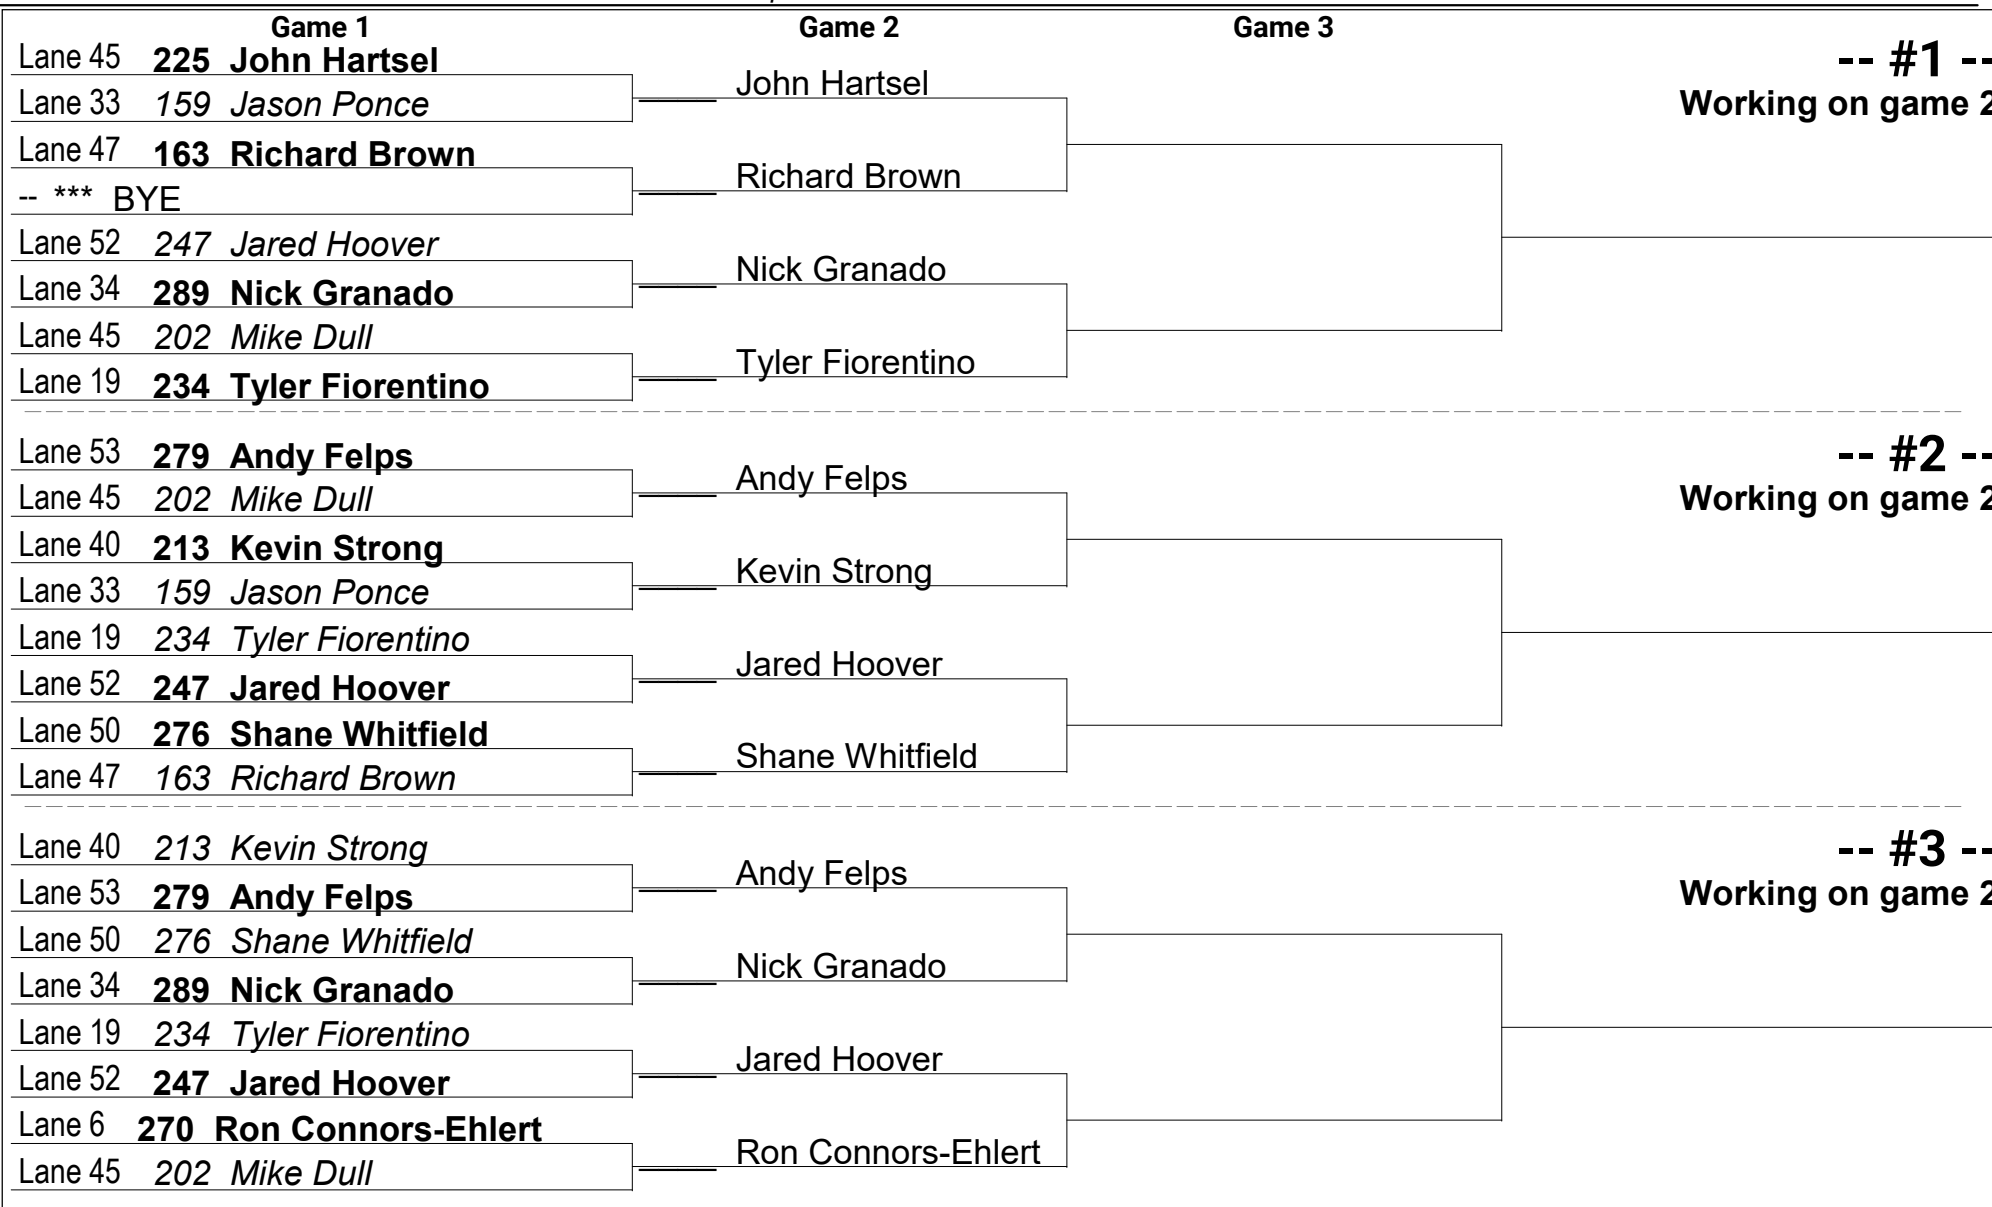 Game 1 Game 2 Game 3
Lane 45 225 John Hartsel
-- #1 --
John Hartsel
Lane 33 159 Jason Ponce
Working on game 2
Lane 47 163 Richard Brown
Richard Brown
-- *** BYE
Lane 52 247 Jared Hoover
Nick Granado
Lane 34 289 Nick Granado
Lane 45 202 Mike Dull
Tyler Fiorentino
Lane 19 234 Tyler Fiorentino
Lane 53 279 Andy Felps
-- #2 --
Andy Felps
Lane 45 202 Mike Dull
Working on game 2
Lane 40 213 Kevin Strong
Kevin Strong
Lane 33 159 Jason Ponce
Lane 19 234 Tyler Fiorentino
Jared Hoover
Lane 52 247 Jared Hoover
Lane 50 276 Shane Whitfield
Shane Whitfield
Lane 47 163 Richard Brown
Lane 40 213 Kevin Strong
-- #3 --
Andy Felps
Lane 53 279 Andy Felps
Working on game 2
Lane 50 276 Shane Whitfield
Nick Granado
Lane 34 289 Nick Granado
Lane 19 234 Tyler Fiorentino
Jared Hoover
Lane 52 247 Jared Hoover
Lane 6 270 Ron Connors-Ehlert
Ron Connors-Ehlert
Lane 45 202 Mike Dull